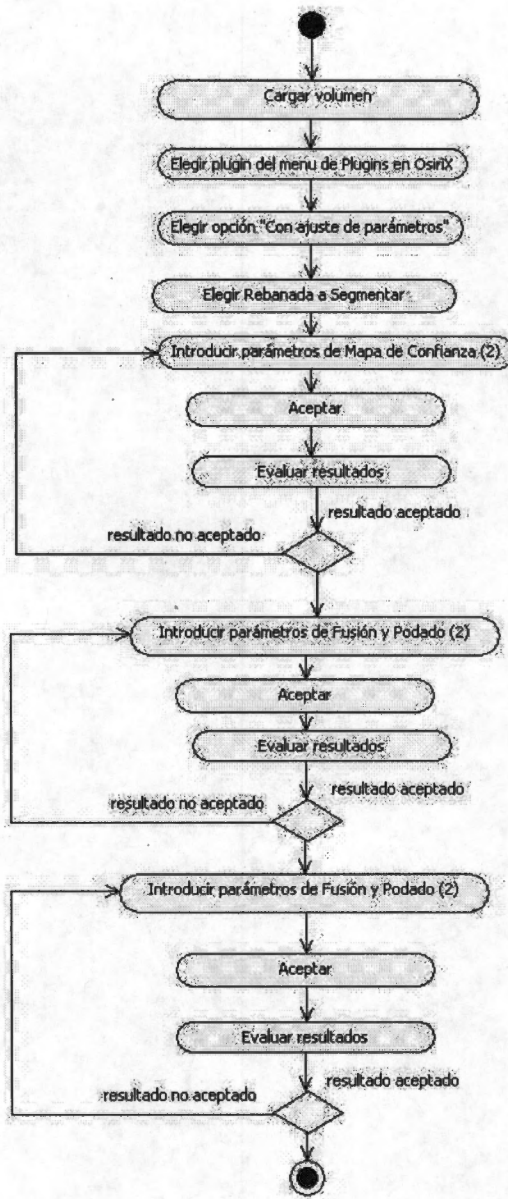 Cargar volumen
Elegir plugin del menu de Plugins en OsiriX
Elegir opción "Con ajuste de parámetros"
Elegir Rebanada a Segmentar
Introducir parámetros de Mapa de Confianza (2)
Aceptar
Evaluar resultados
resultado aceptado
resultado no aceptado
Introducir parámetros de Fusión y Podado (2)
Aceptar
Evaluar resultados
resultado aceptado
resultado no aceptado
Introducir parámetros de Fusión y Podado (2)
Aceptar
Evaluar resultados
resultado aceptado
resultado no aceptado